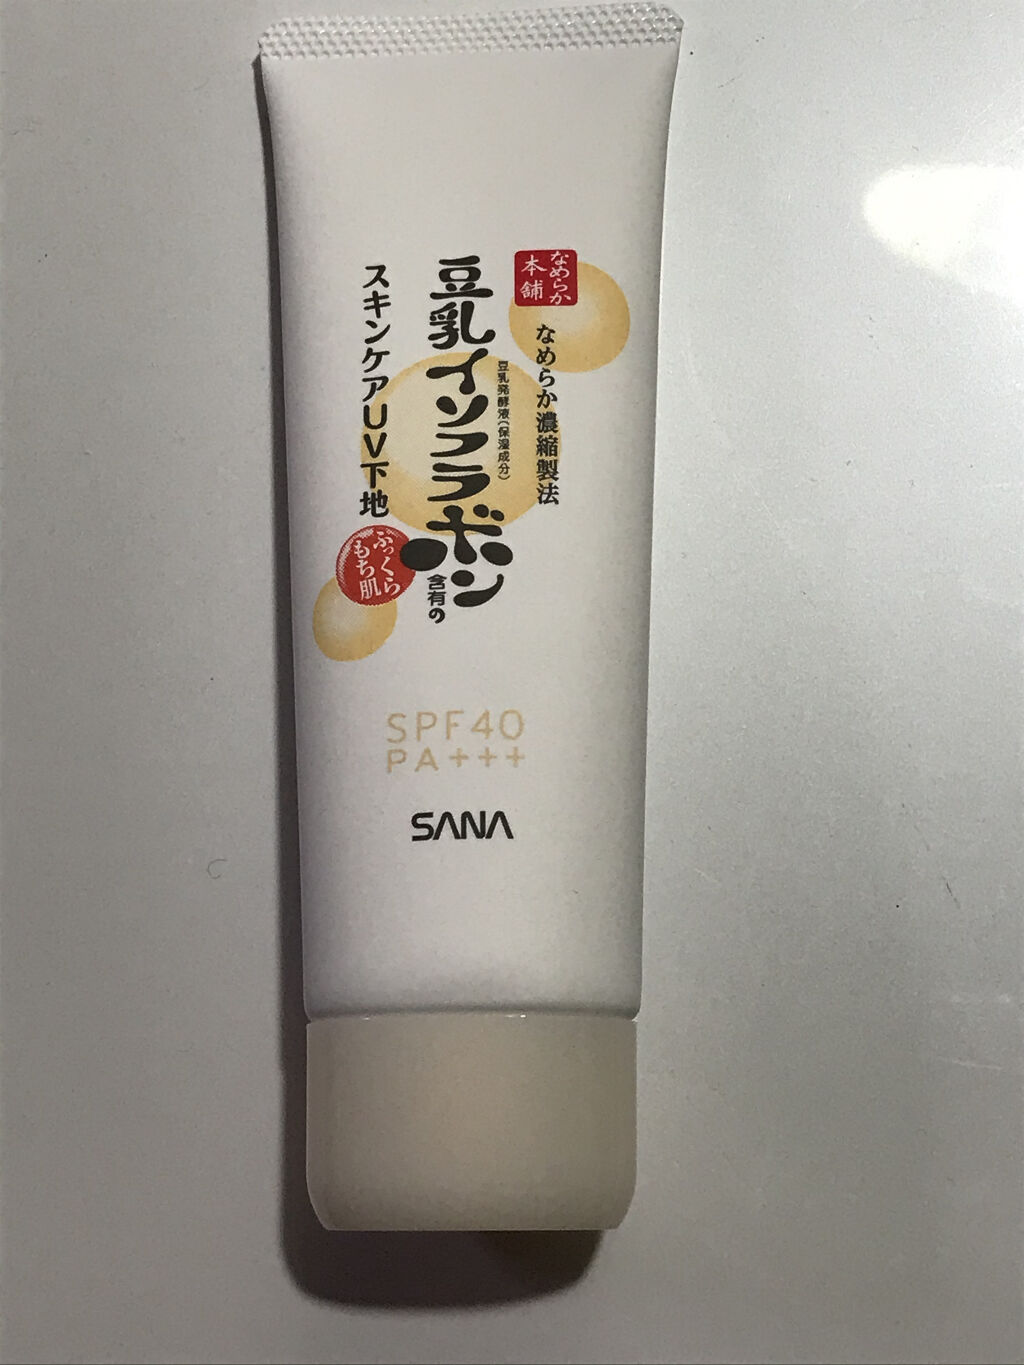 なめらか
本舗
なめらか濃縮製法
豆乳発酵液(保湿成分)
豆乳イソフラボン
含有の
スキンケアUV下地
ぷっくら
もち肌
SPF40
PA+++
SANA